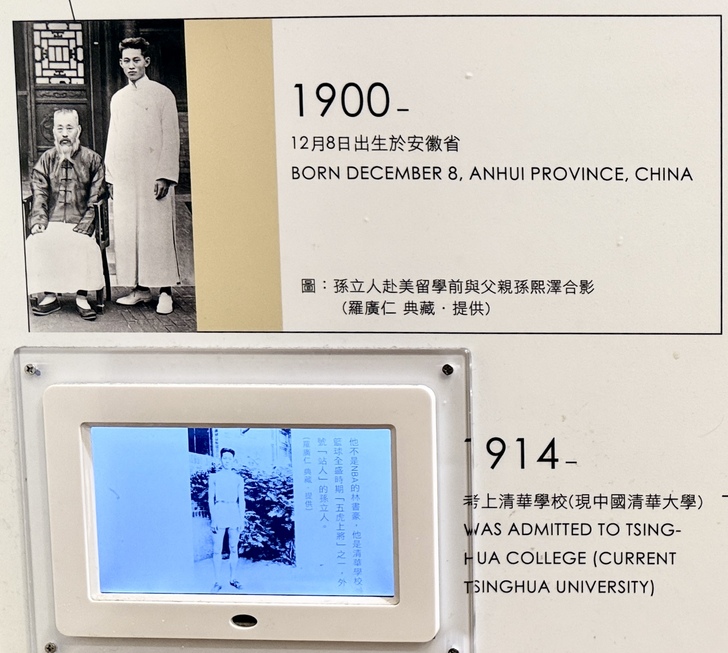 1900–
12月8日出生於安徽省
BORN DECEMBER 8, ANHUI PROVINCE, CHINA
圖：孫立人赴美留學前與父親孫熙澤合影
（羅廣仁 典藏・提供）
1914–
考上清華學校(現中國清華大學)
WAS ADMITTED TO TSING-
HUA COLLEGE (CURRENT
TSINGHUA UNIVERSITY)
他不是NBA的林書豪，他是清華學校
籃球全盛時期「五虎上將」之一，外
號「站人」的孫立人。
（羅廣仁 典藏・提供）